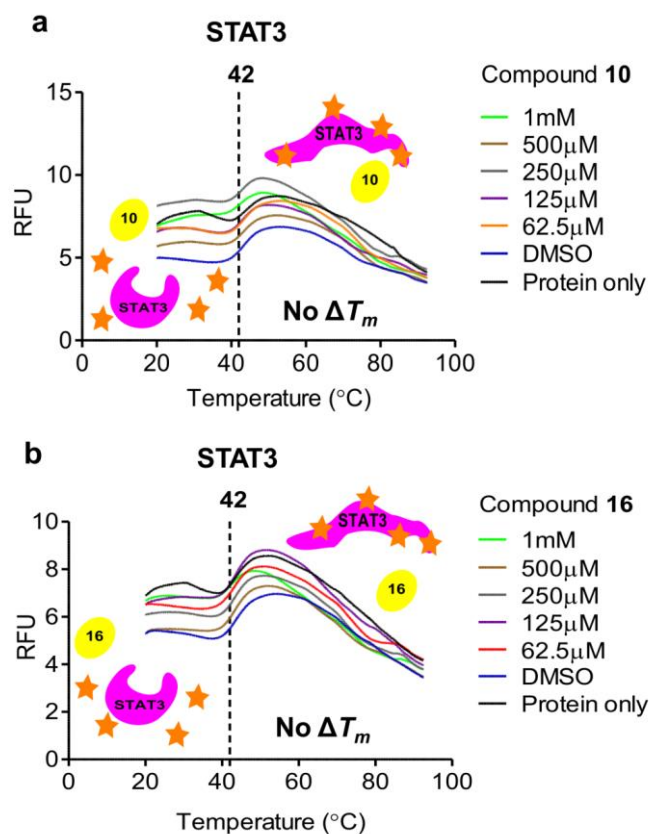 a
STAT3
42
15
10
5
0
RFU
0 20 40 60 80 100
Temperature (°C)
10
STAT3
STAT3
10
No ΔTm
Compound 10
1mM
500μM
250μM
125μM
62.5μM
DMSO
Protein only
b
STAT3
42
10
8
6
4
2
0
RFU
0 20 40 60 80 100
Temperature (°C)
16
STAT3
STAT3
16
No ΔTm
Compound 16
1mM
500μM
250μM
125μM
62.5μM
DMSO
Protein only